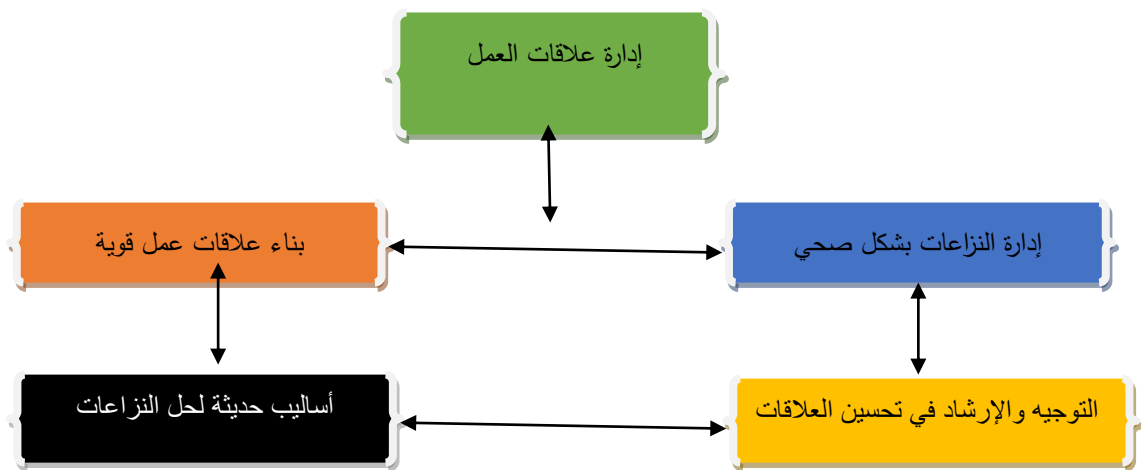 إدارة علاقات العمل
إدارة النزاعات بشكل صحي
بناء علاقات عمل قوية
التوجيه والإرشاد في تحسين العلاقات
أساليب حديثة لحل النزاعات